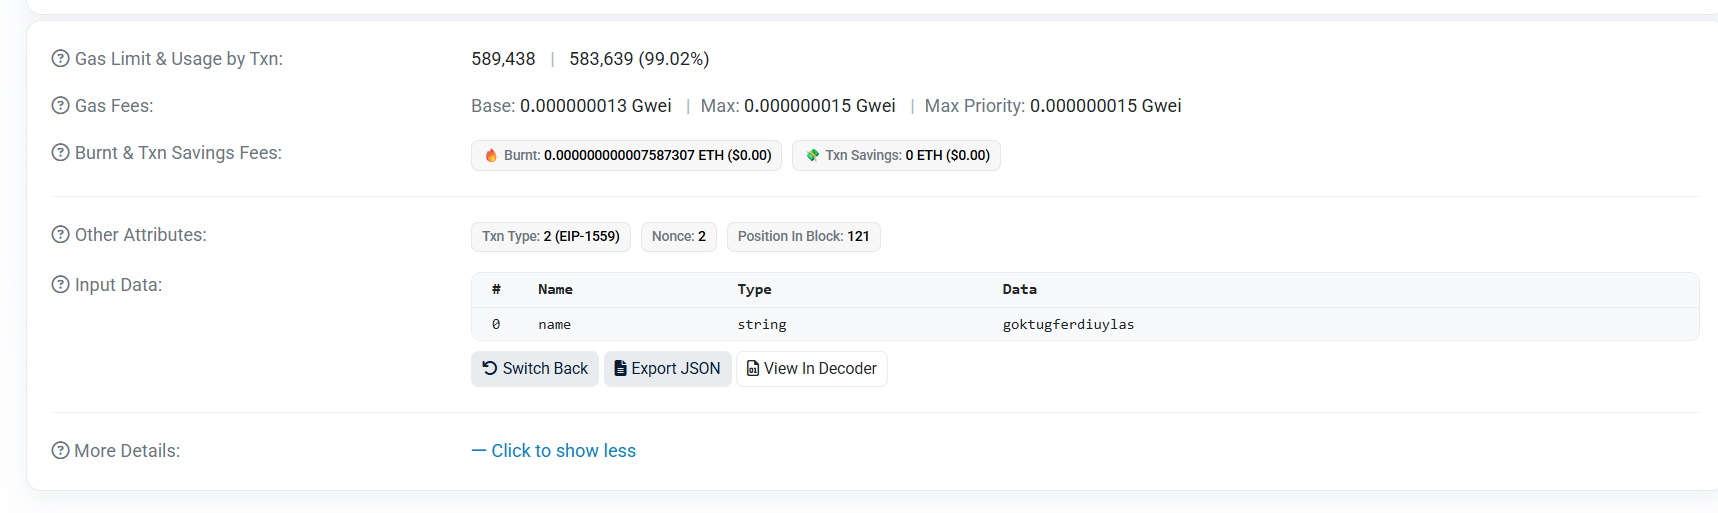 Gas Limit & Usage by Txn: 589,438 | 583,639 (99.02%)
Gas Fees: Base: 0.000000013 Gwei | Max: 0.000000015 Gwei | Max Priority: 0.000000015 Gwei
Burnt & Txn Savings Fees: Burnt: 0.000000000007587307 ETH ($0.00) Txn Savings: 0 ETH ($0.00)
Other Attributes: Txn Type: 2 (EIP-1559) Nonce: 2 Position In Block: 121
Input Data:
# Name Type Data
0 name string goktugferdiuylas
Switch Back Export JSON View In Decoder
More Details: — Click to show less